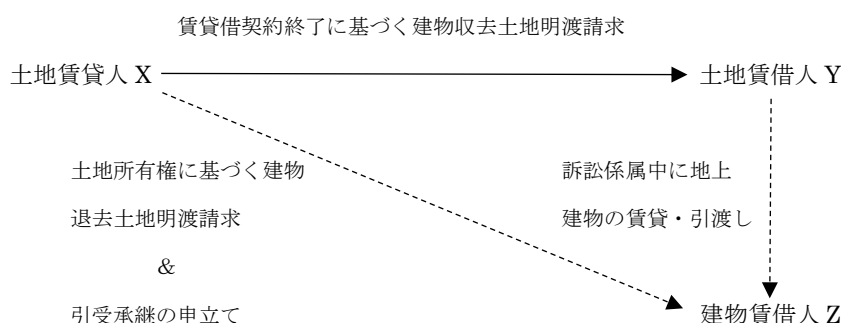 賃貸借契約終了に基づく建物収去土地明渡請求
土地賃貸人 X
土地賃借人 Y
土地所有権に基づく建物
退去土地明渡請求
&
引受承継の申立て
訴訟係属中に地上
建物の賃貸・引渡し
建物賃借人 Z